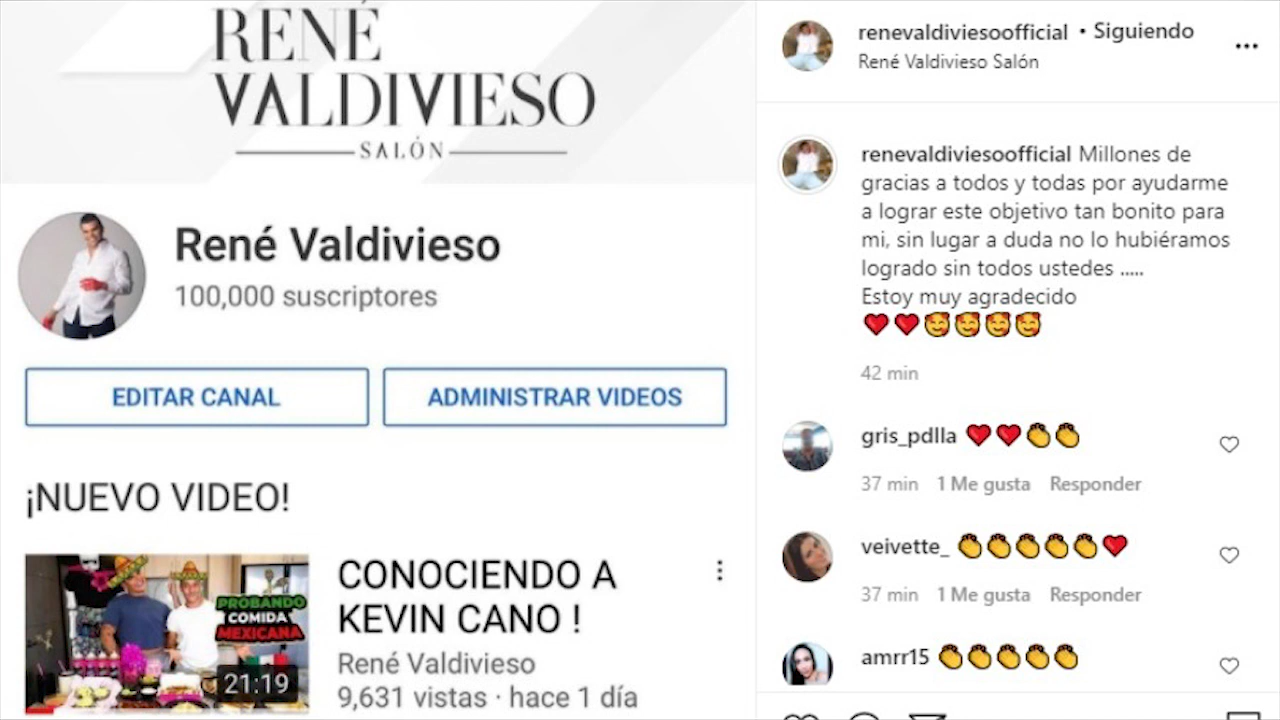 RENÉ
VALDIVIESO
SALÓN
René Valdivieso
100,000 suscriptores
EDITAR CANAL
ADMINISTRAR VIDEOS
¡NUEVO VIDEO!
PROBANDO
COMIDA
MEXICANA
21:19
CONOCIENDO A
KEVIN CANO !
René Valdivieso
9,631 vistas · hace 1 día
renevaldiviesoofficial • Siguiendo
René Valdivieso Salón
renevaldiviesoofficial Millones de
gracias a todos y todas por ayudarme
a lograr este objetivo tan bonito para
mi, sin lugar a duda no lo hubiéramos
logrado sin todos ustedes .....
Estoy muy agradecido
❤️❤️🥰🥰🥰🥰
42 min
gris_pdlla ❤️❤️👏👏
37 min 1 Me gusta Responder
veivette_ 👏👏👏👏👏❤️
37 min 1 Me gusta Responder
amrr15 👏👏👏👏👏